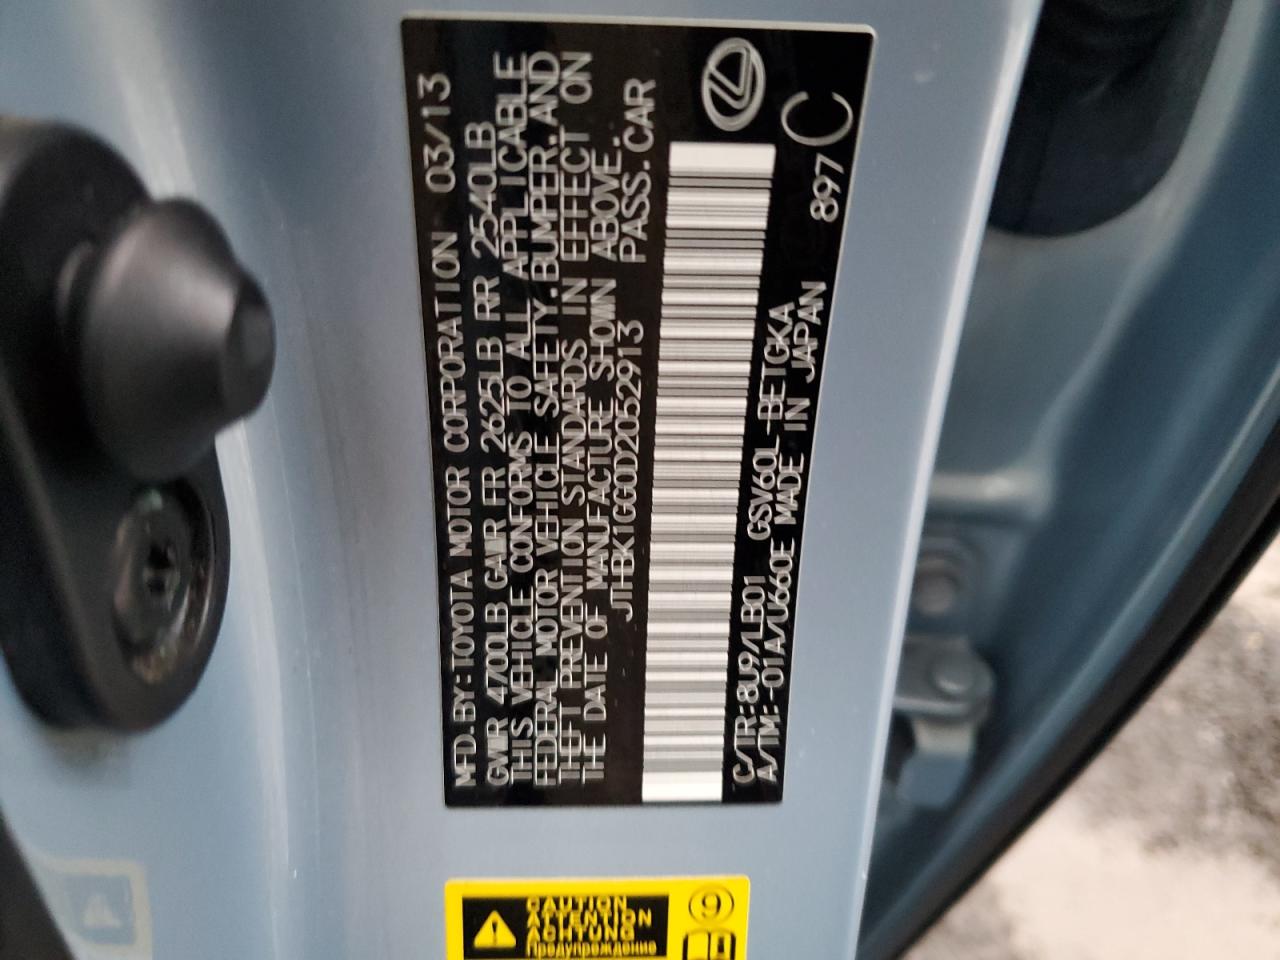 MFD.BY:TOYOTA MOTOR CORPORATION 03/13
GVWR 4700LB GAWR FR 2625LB RR 2540LB
THIS VEHICLE CONFORMS TO ALL APPLICABLE
FEDERAL MOTOR VEHICLE SAFETY.BUMPER.AND
THEFT PREVENTION STANDARDS IN EFFECT ON
THE DATE OF MANUFACTURE SHOWN ABOVE.
JTHBK1GG0D2052913 PASS.CAR
C/TR:8U9/LB01 GSV60L-BETGKA 897
A/TM:-01A/U660E MADE IN JAPAN
C
CAUTION
ATTENTION
ACHTUNG
Предупреждение
9